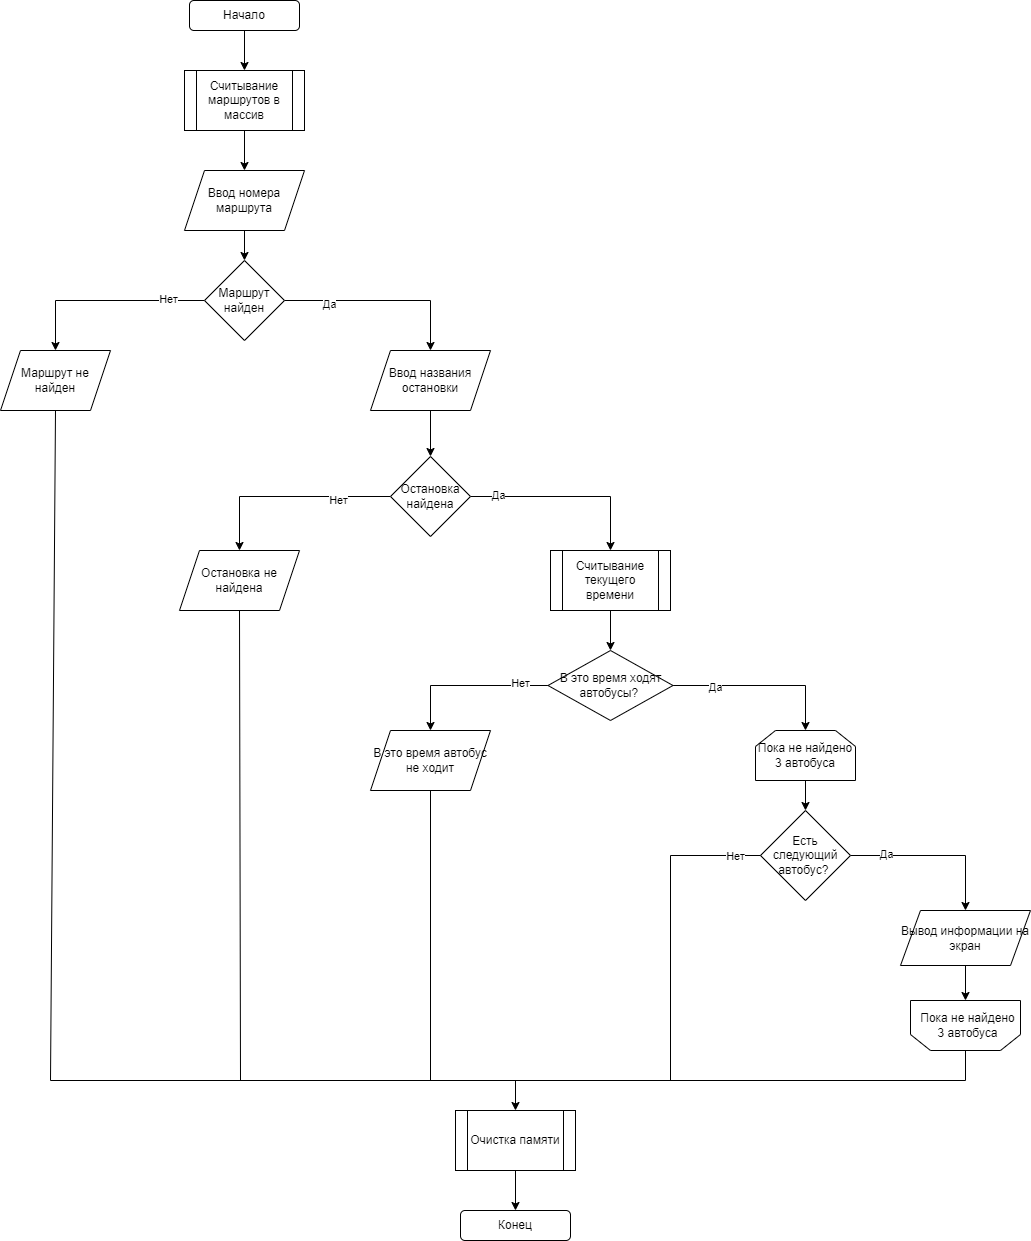 Начало
Считывание
маршрутов в
массив
Ввод номера
маршрута
Маршрут
найден
Нет
Да
Маршрут не
найден
Ввод названия
остановки
Остановка
найдена
Нет
Да
Остановка не
найдена
Считывание
текущего
времени
В это время ходят
автобусы?
Нет
Да
В это время автобус
не ходит
Пока не найдено
3 автобуса
Есть
следующий
автобус?
Нет
Да
Вывод информации на
экран
Пока не найдено
3 автобуса
Очистка памяти
Конец